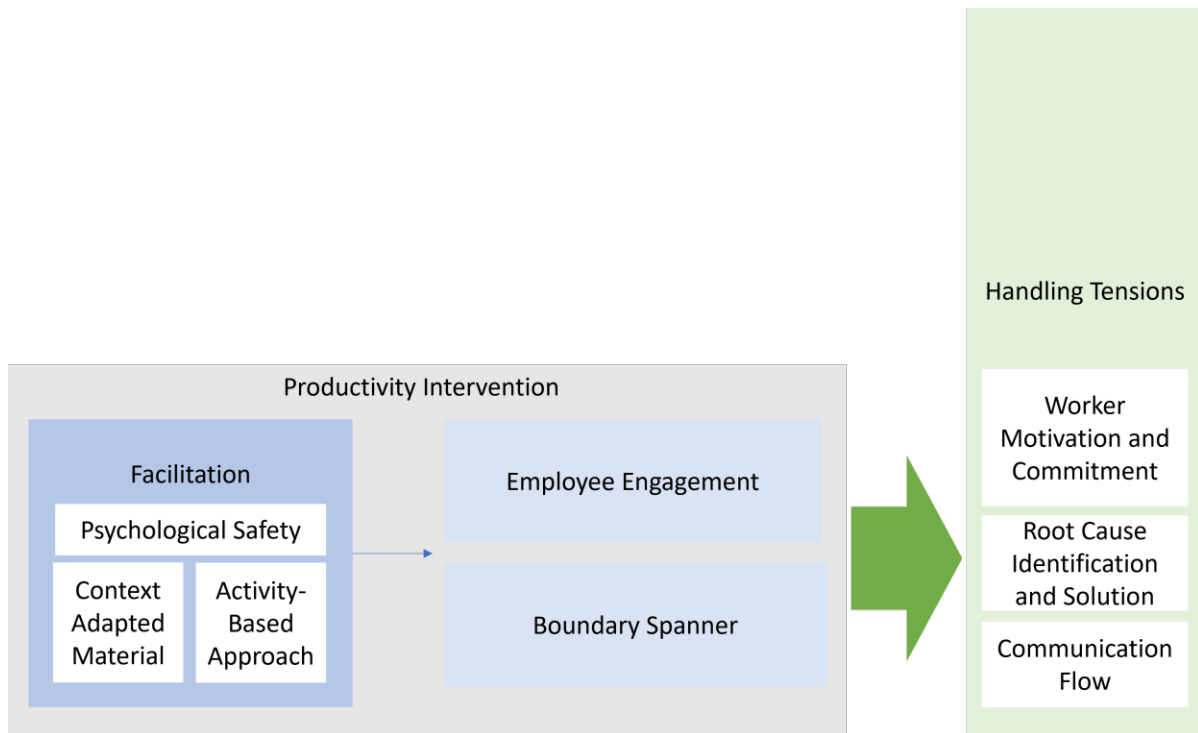 Productivity Intervention
Facilitation
Psychological Safety
Context
Adapted
Material
Activity-
Based
Approach
Employee Engagement
Boundary Spanner
Handling Tensions
Worker
Motivation and
Commitment
Root Cause
Identification
and Solution
Communication
Flow